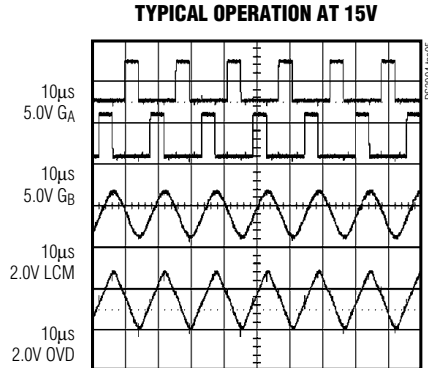 TYPICAL OPERATION AT 15V
10µs
5.0V GA
10µs
5.0V GB
10µs
2.0V LCM
10µs
2.0V OVD